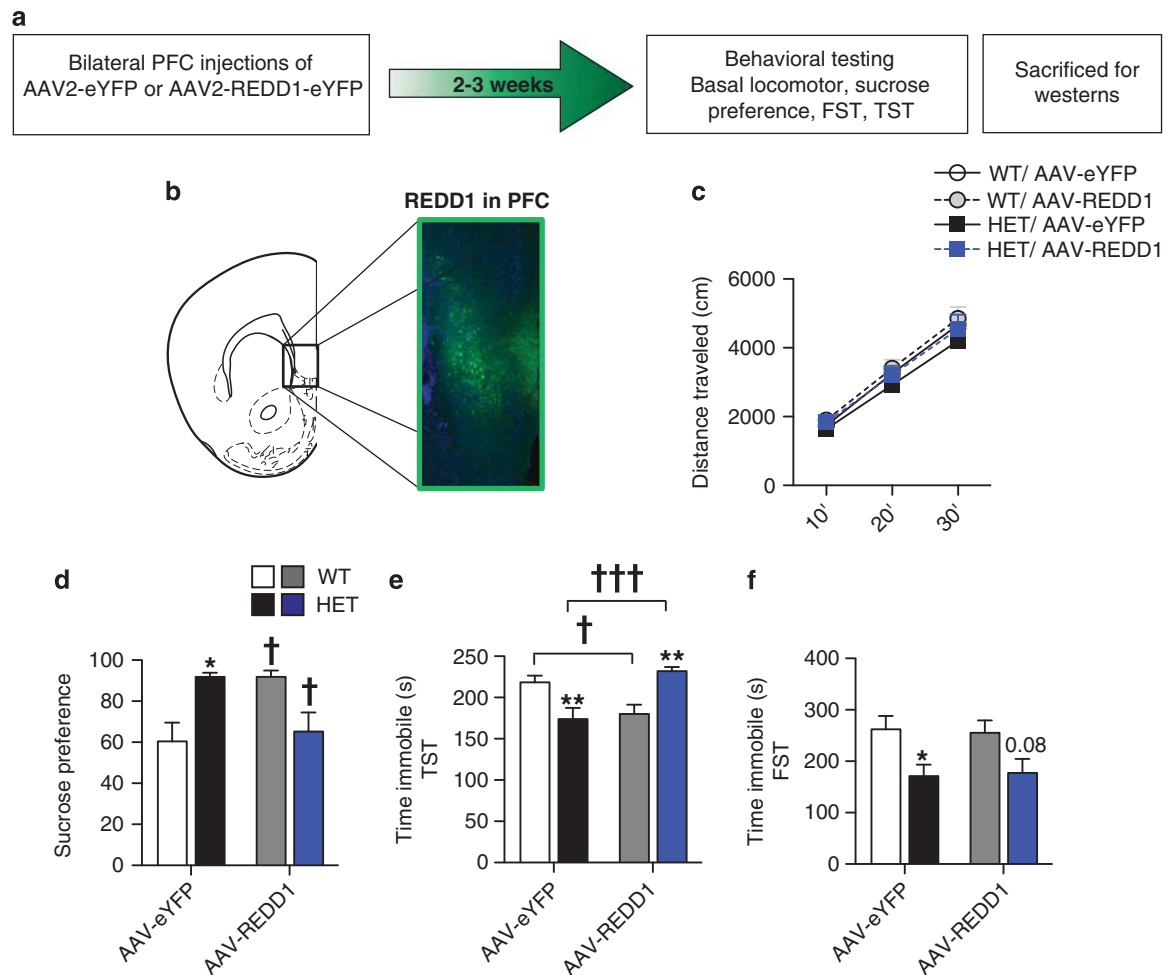 a
Bilateral PFC injections of
AAV2-eYFP or AAV2-REDD1-eYFP
2-3 weeks
Behavioral testing
Basal locomotor, sucrose
preference, FST, TST
Sacrificed for
westerns
b
REDD1 in PFC
c
WT/ AAV-eYFP
WT/ AAV-REDD1
HET/ AAV-eYFP
HET/ AAV-REDD1
Distance traveled (cm)
6000
4000
2000
0
10'
20'
30'
d
WT
HET
Sucrose preference
100
80
60
40
20
0
*
†
†
AAV-eYFP
AAV-REDD1
e
†††
†
Time immobile (s)
TST
250
200
150
100
50
0
**
**
AAV-eYFP
AAV-REDD1
f
Time immobile (s)
FST
400
300
200
100
0
*
0.08
AAV-eYFP
AAV-REDD1